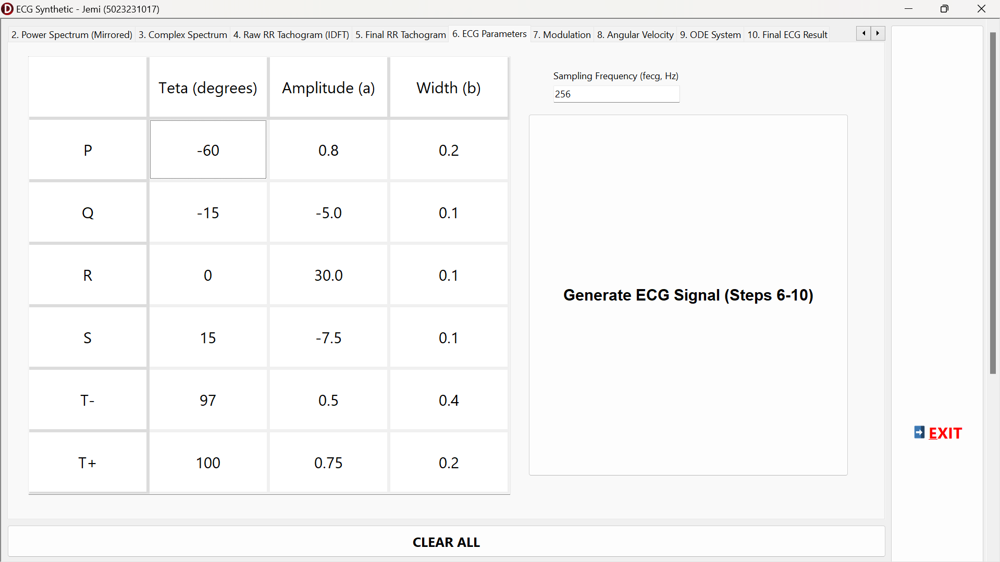 ECG Synthetic - Jemi (5023231017)
2. Power Spectrum (Mirrored) 3. Complex Spectrum 4. Raw RR Tachogram (IDFT) 5. Final RR Tachogram 6. ECG Parameters 7. Modulation 8. Angular Velocity 9. ODE System 10. Final ECG Result
Teta (degrees) Amplitude (a) Width (b)
P -60 0.8 0.2
Q -15 -5.0 0.1
R 0 30.0 0.1
S 15 -7.5 0.1
T- 97 0.5 0.4
T+ 100 0.75 0.2
Sampling Frequency (fecg, Hz)
256
Generate ECG Signal (Steps 6-10)
EXIT
CLEAR ALL